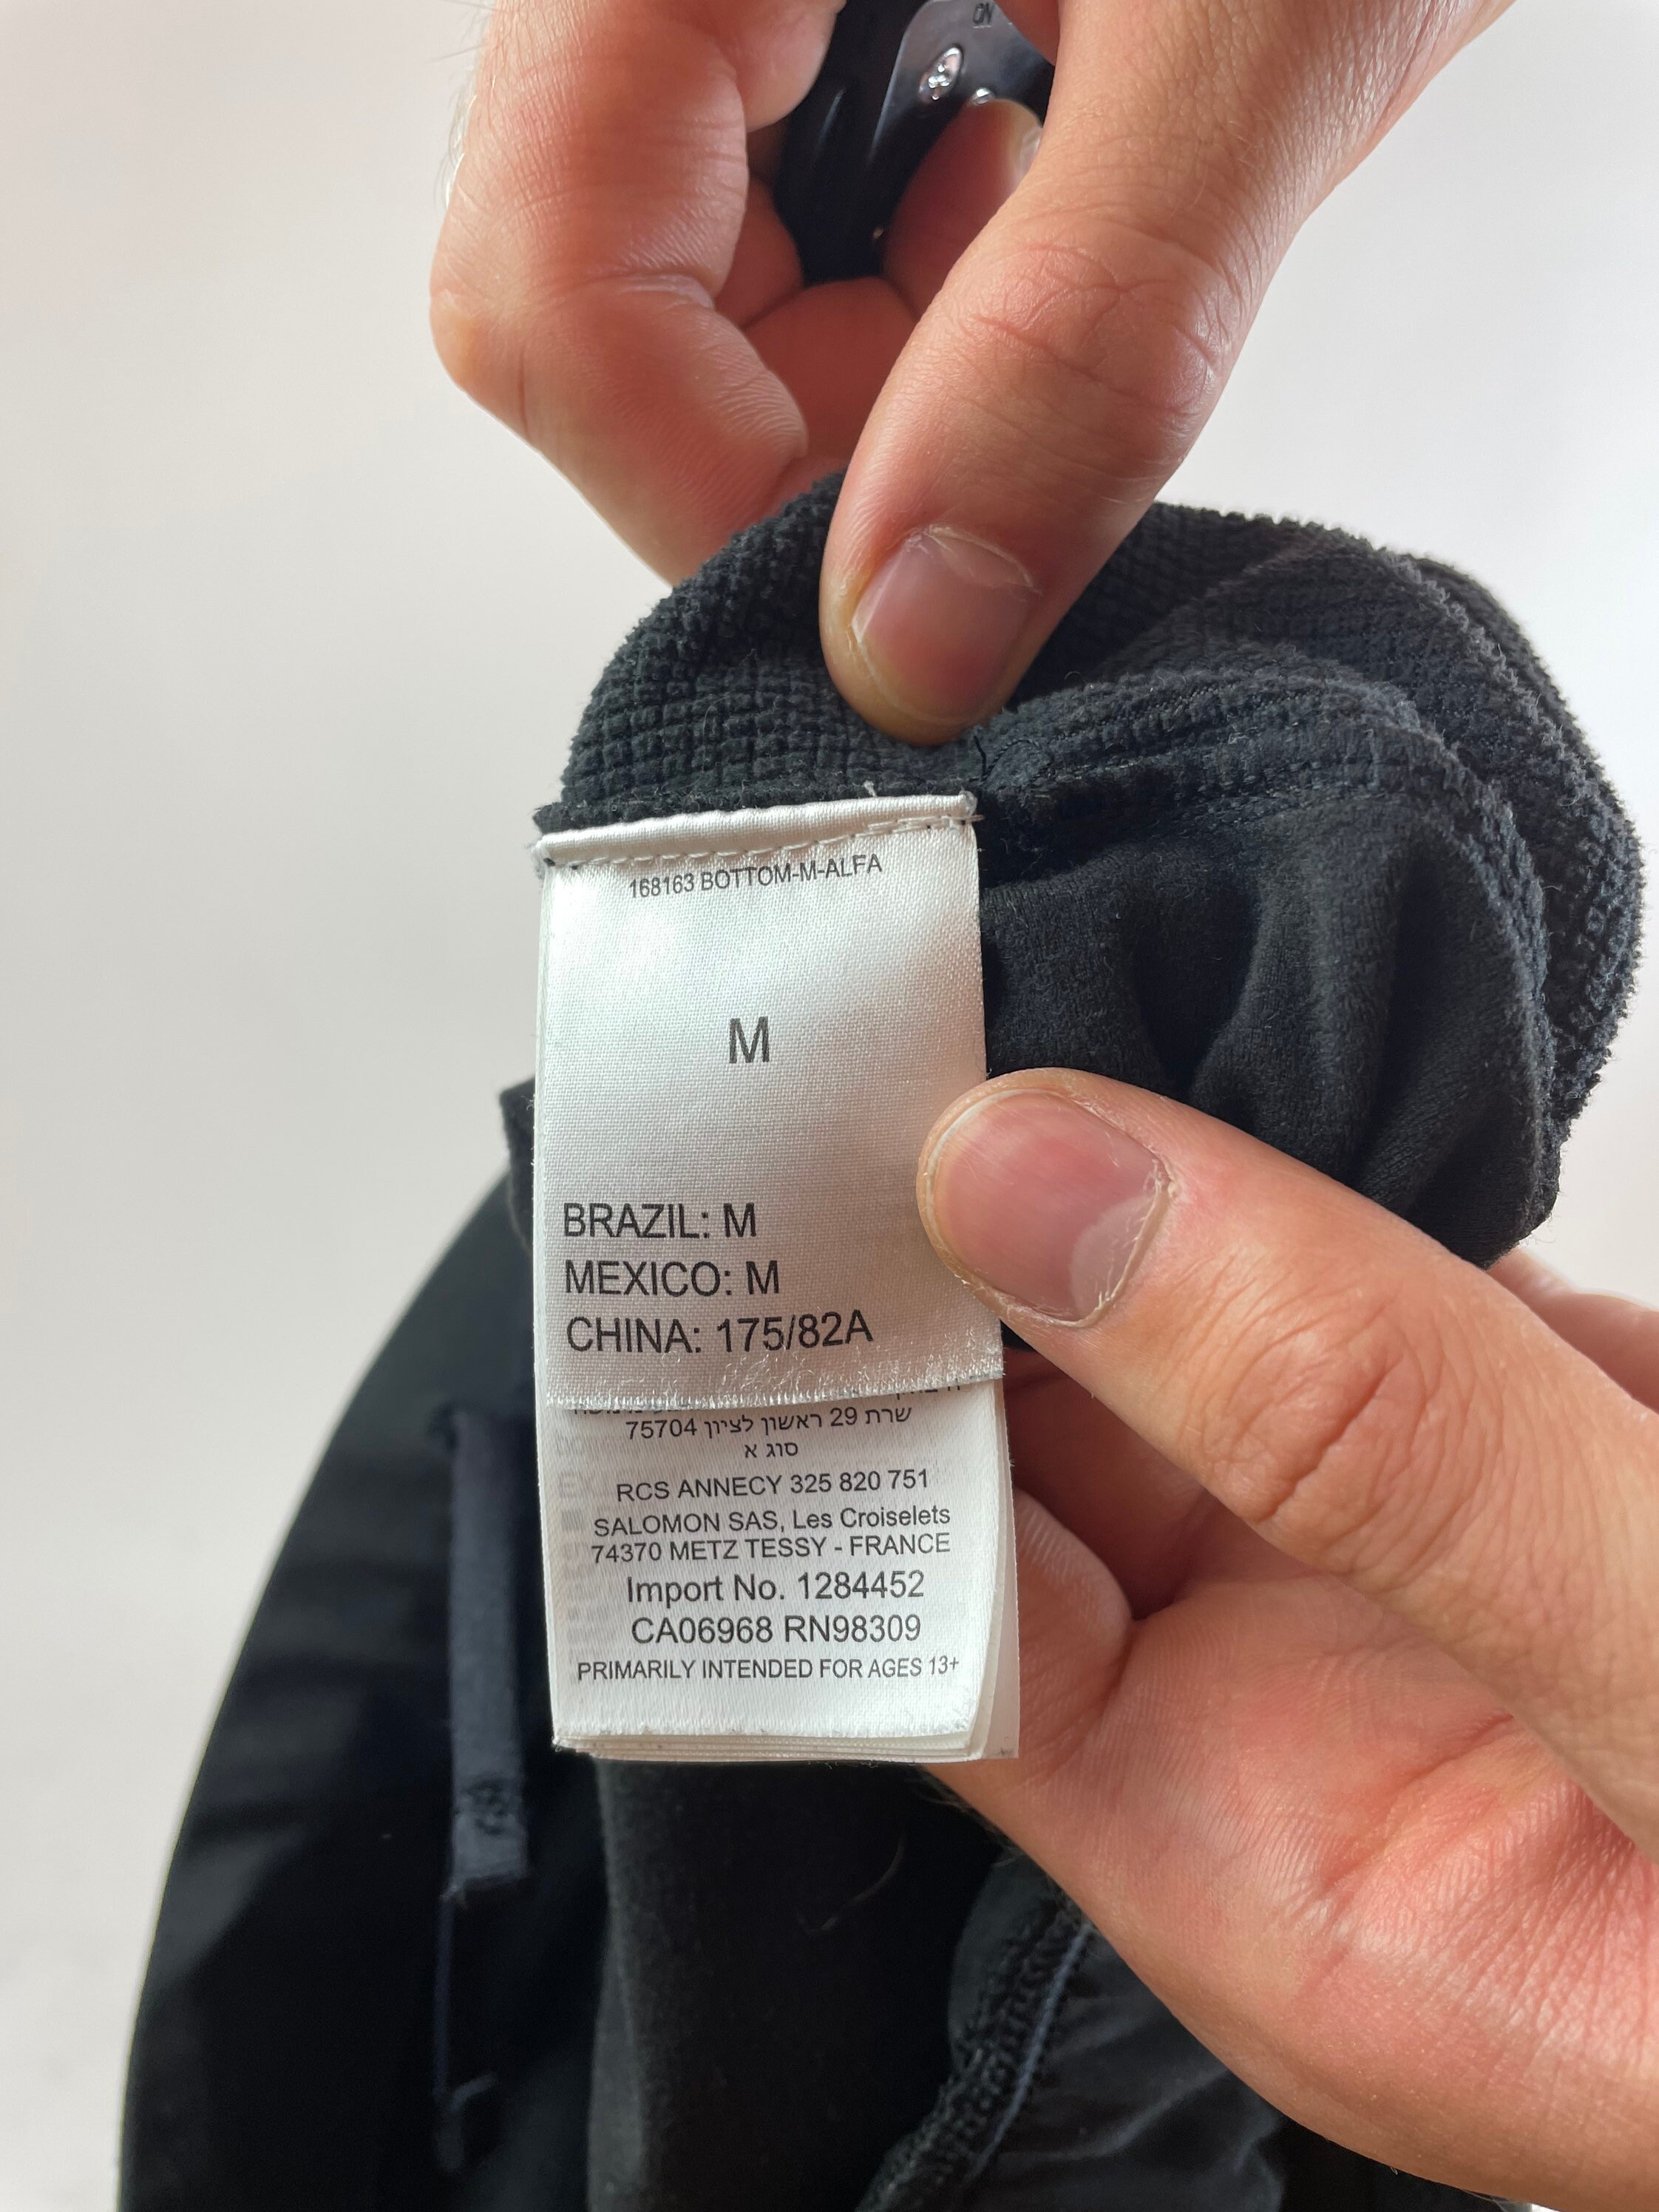 ON
168163 BOTTOM-M-ALFA
M
BRAZIL: M
MEXICO: M
CHINA: 175/82A
שרת 29 ראשון לציון 75704
סוג א
RCS ANNECY 325 820 751
SALOMON SAS, Les Croiselets
74370 METZ TESSY - FRANCE
Import No. 1284452
CA06968 RN98309
PRIMARILY INTENDED FOR AGES 13+